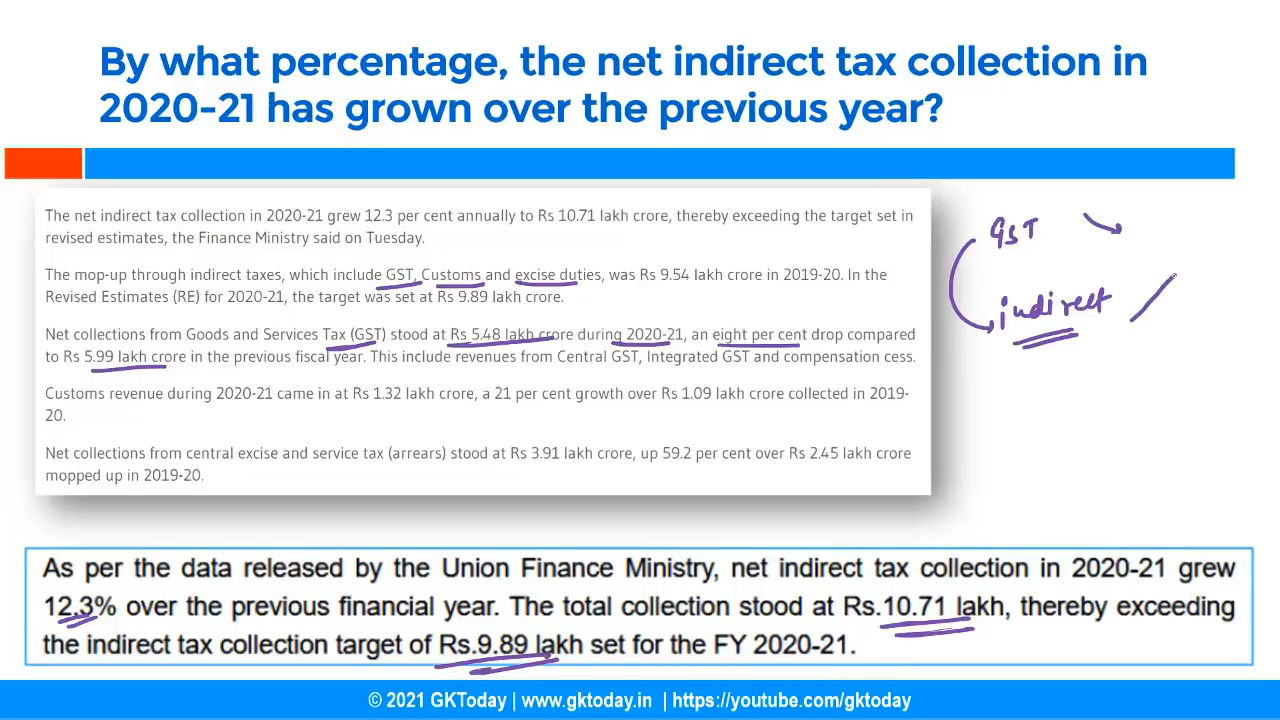 By what percentage, the net indirect tax collection in
2020-21 has grown over the previous year?
The net indirect tax collection in 2020-21 grew 12.3 per cent annually to Rs 10.71 lakh crore, thereby exceeding the target set in
revised estimates, the Finance Ministry said on Tuesday.
The mop-up through indirect taxes, which include GST, Customs and excise duties, was Rs 9.54 lakh crore in 2019-20. In the
Revised Estimates (RE) for 2020-21, the target was set at Rs 9.89 lakh crore.
Net collections from Goods and Services Tax (GST) stood at Rs 5.48 lakh crore during 2020-21, an eight per cent drop compared
to Rs 5.99 lakh crore in the previous fiscal year. This include revenues from Central GST, Integrated GST and compensation cess.
Customs revenue during 2020-21 came in at Rs 1.32 lakh crore, a 21 per cent growth over Rs 1.09 lakh crore collected in 2019-
20.
Net collections from central excise and service tax (arrears) stood at Rs 3.91 lakh crore, up 59.2 per cent over Rs 2.45 lakh crore
mopped up in 2019-20.
GST
indirect
As per the data released by the Union Finance Ministry, net indirect tax collection in 2020-21 grew
12.3% over the previous financial year. The total collection stood at Rs.10.71 lakh, thereby exceeding
the indirect tax collection target of Rs.9.89 lakh set for the FY 2020-21.
© 2021 GKToday | www.gktoday.in | https://youtube.com/gktoday